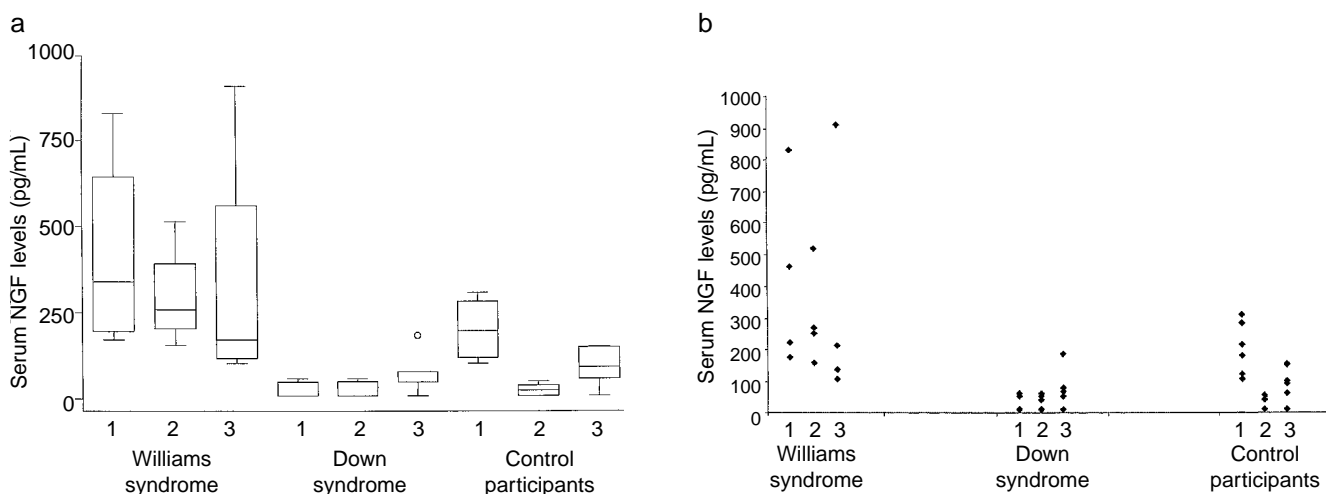 a
1000
750
500
250
0
Serum NGF levels (pg/mL)
1 2 3 1 2 3 1 2 3
Williams syndrome
Down syndrome
Control participants
b
1000
900
800
700
600
500
400
300
200
100
0
Serum NGF levels (pg/mL)
1 2 3 1 2 3 1 2 3
Williams syndrome
Down syndrome
Control participants